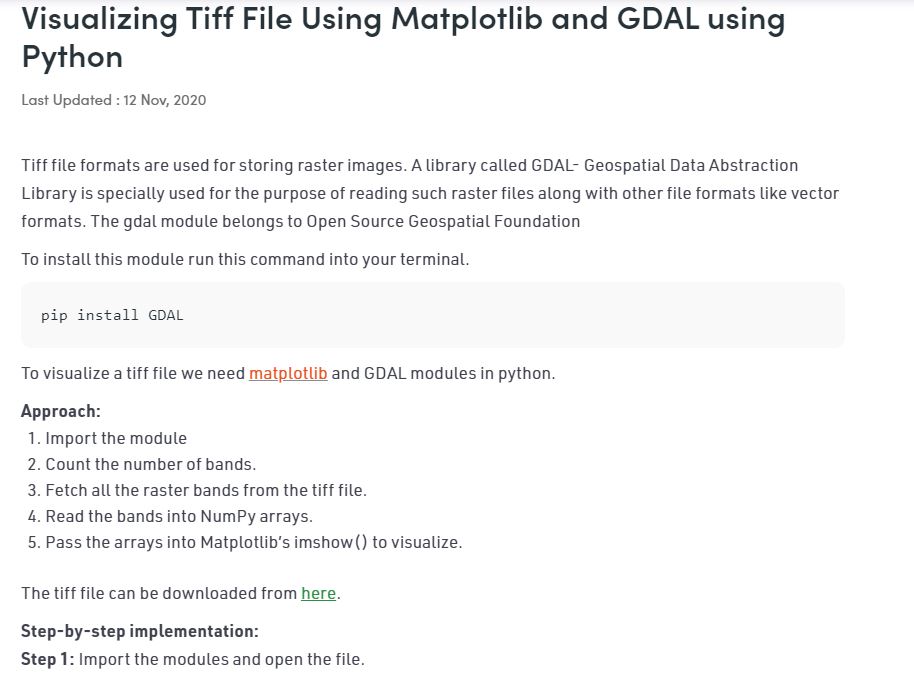 Visualizing Tiff File Using Matplotlib and GDAL using
Python
Last Updated : 12 Nov, 2020
Tiff file formats are used for storing raster images. A library called GDAL- Geospatial Data Abstraction
Library is specially used for the purpose of reading such raster files along with other file formats like vector
formats. The gdal module belongs to Open Source Geospatial Foundation
To install this module run this command into your terminal.
pip install GDAL
To visualize a tiff file we need matplotlib and GDAL modules in python.
Approach:
1. Import the module
2. Count the number of bands.
3. Fetch all the raster bands from the tiff file.
4. Read the bands into NumPy arrays.
5. Pass the arrays into Matplotlib's imshow() to visualize.
The tiff file can be downloaded from here.
Step-by-step implementation:
Step 1: Import the modules and open the file.